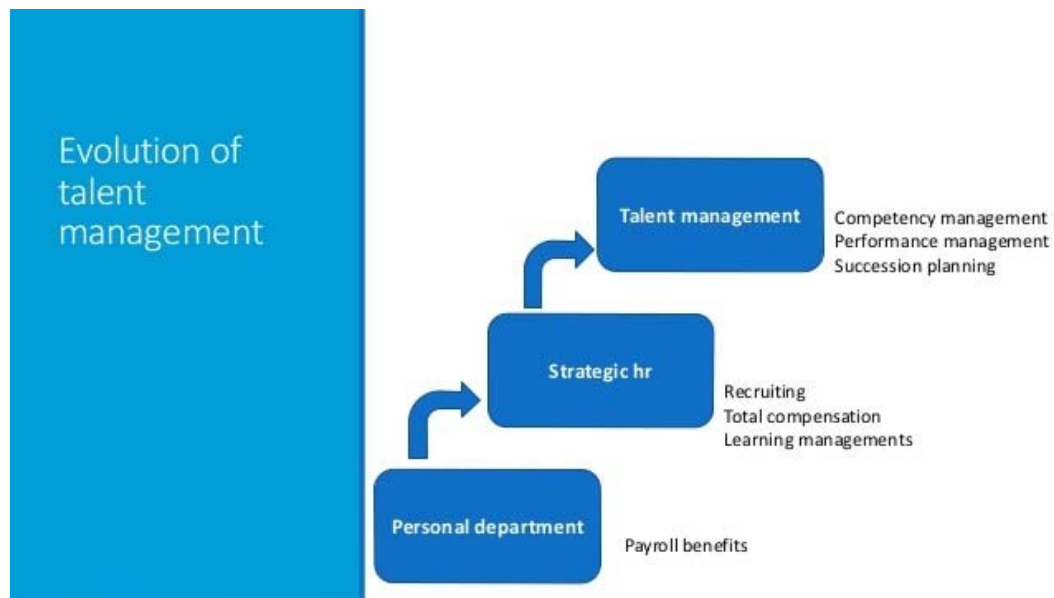 Evolution of
talent
management
Talent management
Competency management
Performance management
Succession planning
Strategic hr
Recruiting
Total compensation
Learning managements
Personal department
Payroll benefits